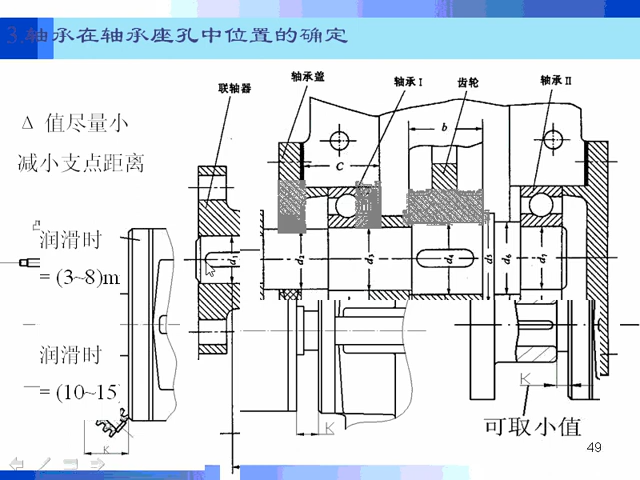 3.轴承在轴承座孔中位置的确定
联轴器
轴承盖
轴承 I
齿轮
轴承 II
Δ 值尽量小
减小支点距离
b
c
润滑时
= (3~8)m
润滑时
= (10~15
d1
d2
d3
d4
d5
d6
d7
K
K
K
可取小值
49